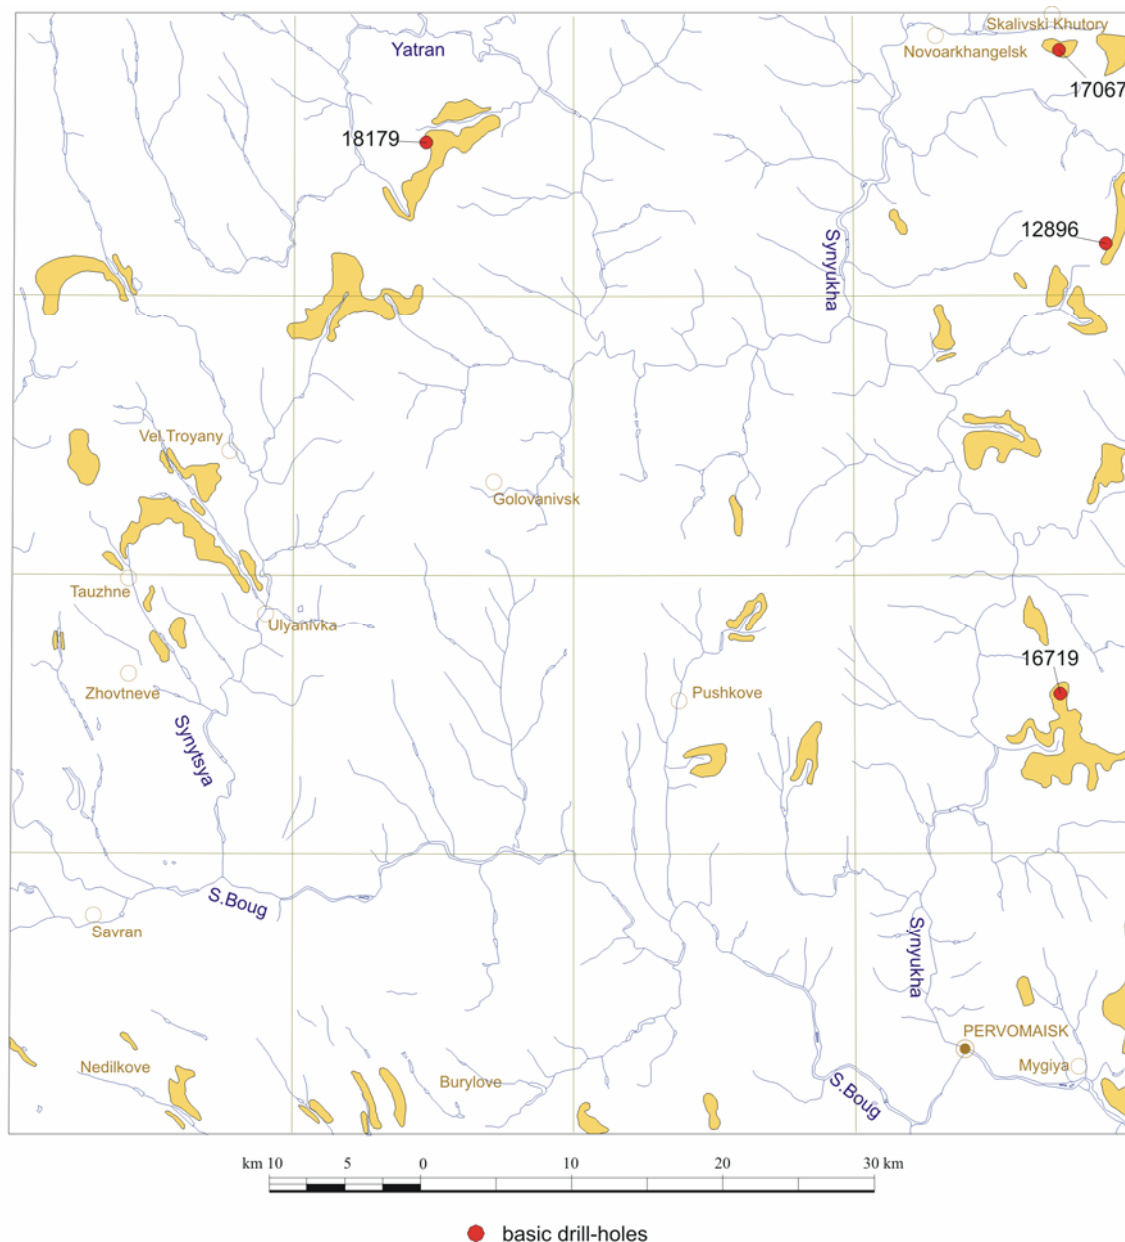 Skalivski Khutory
Yatran
Novoarkhangelsk
17067
18179
12896
Synyukha
Vel.Troyany
Golovanivsk
Tauzhne
Ulyanivka
16719
Zhovtneve
Pushkove
Synytsya
S.Boug
Savran
Synyukha
PERVOMAISK
Nedilkove
Mygiya
Burylove
S.Boug
km 10 5 0 10 20 30 km
basic drill-holes